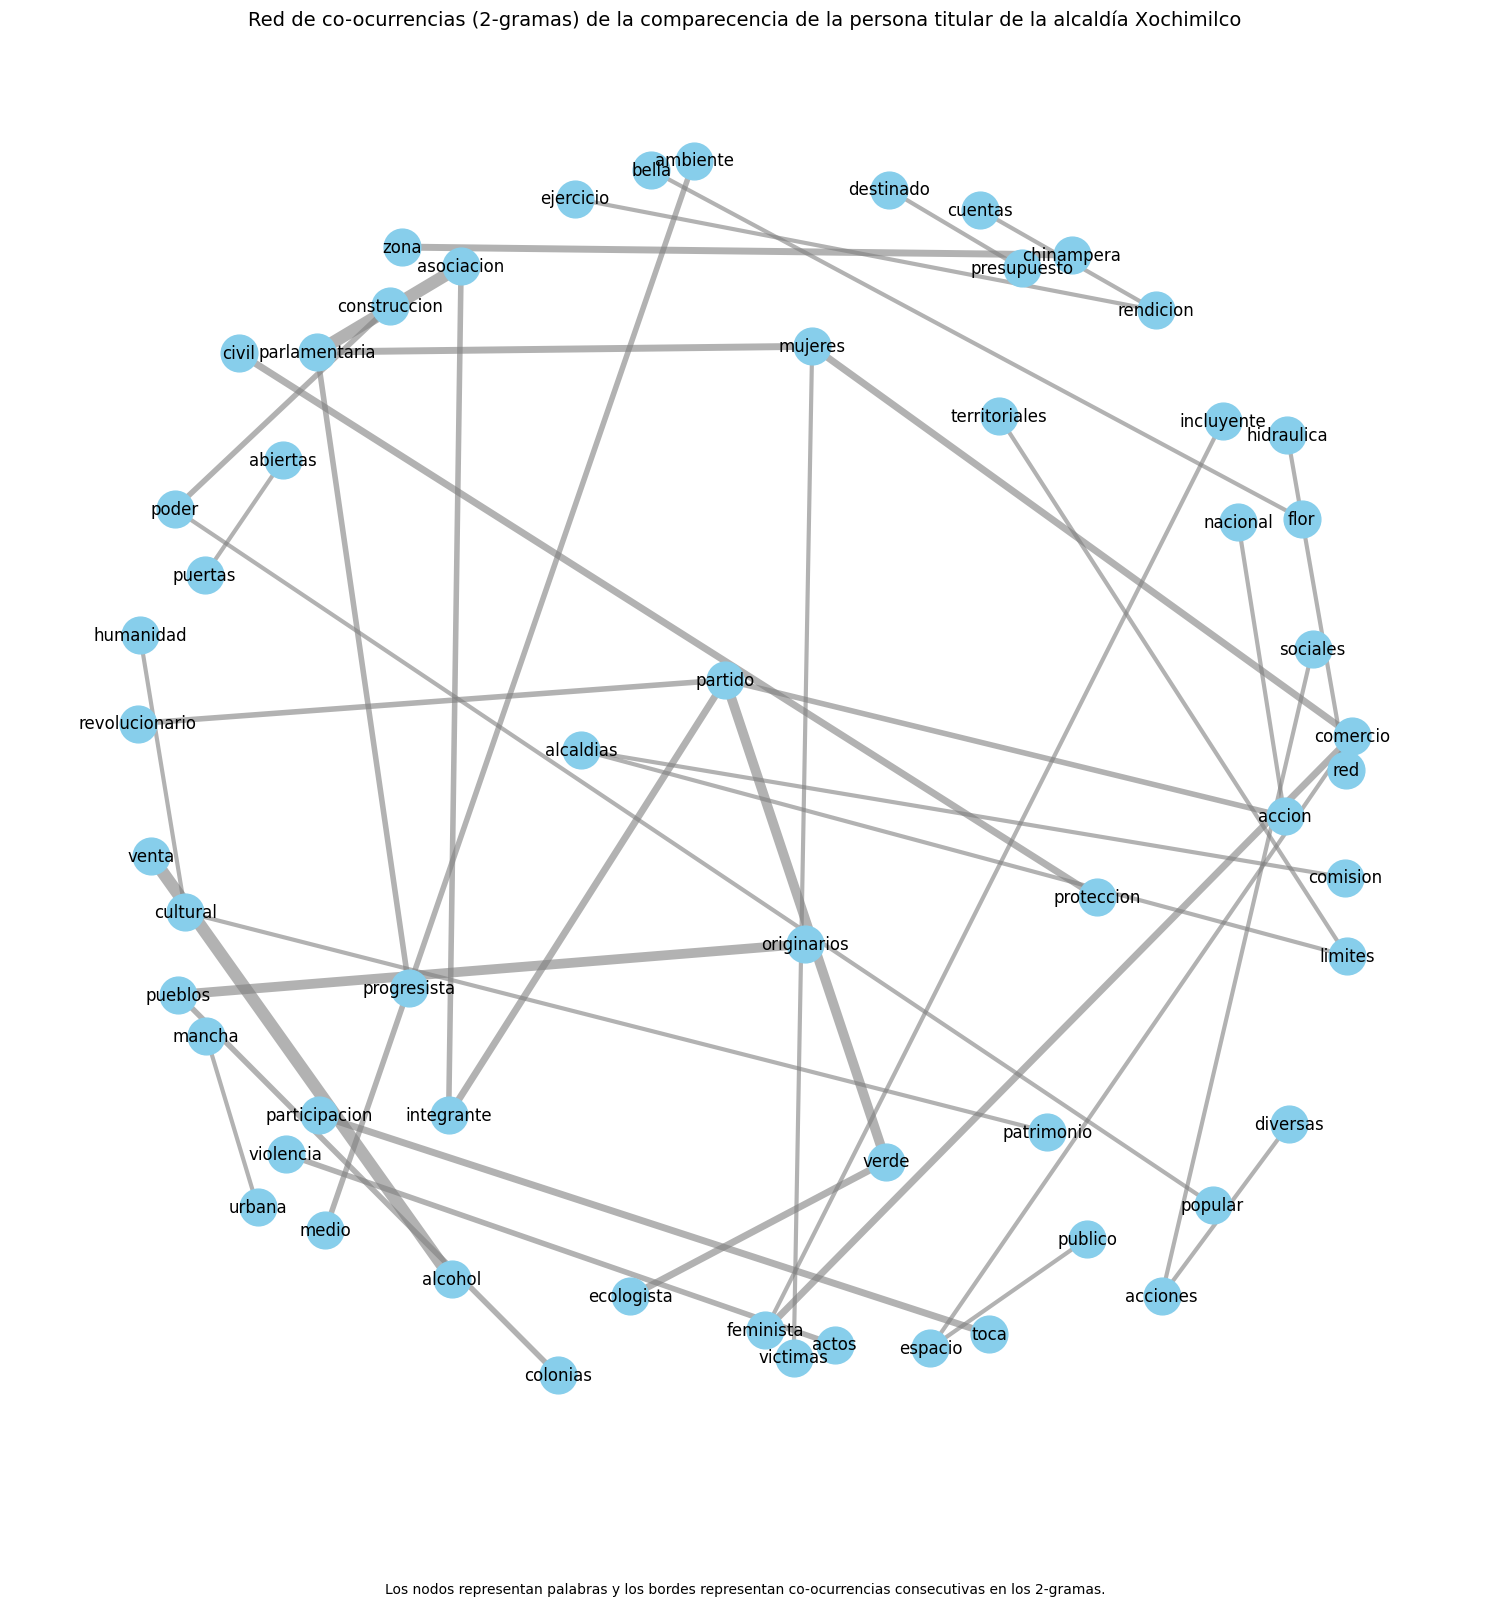 Red de co-ocurrencias (2-gramas) de la comparecencia de la persona titular de la alcaldía Xochimilco
ambiente
bella
ejercicio
destinado
cuentas
zona
chinampera
asociacion
presupuesto
construccion
rendicion
civil
parlamentaria
mujeres
territoriales
incluyente
hidraulica
abiertas
poder
nacional
flor
puertas
humanidad
sociales
partido
revolucionario
comercio
alcaldias
red
accion
venta
comision
proteccion
cultural
originarios
limites
progresista
pueblos
mancha
participacion
integrante
diversas
patrimonio
violencia
verde
urbana
popular
medio
publico
alcohol
ecologista
acciones
feminista
toca
actos
espacio
victimas
colonias
Los nodos representan palabras y los bordes representan co-ocurrencias consecutivas en los 2-gramas.